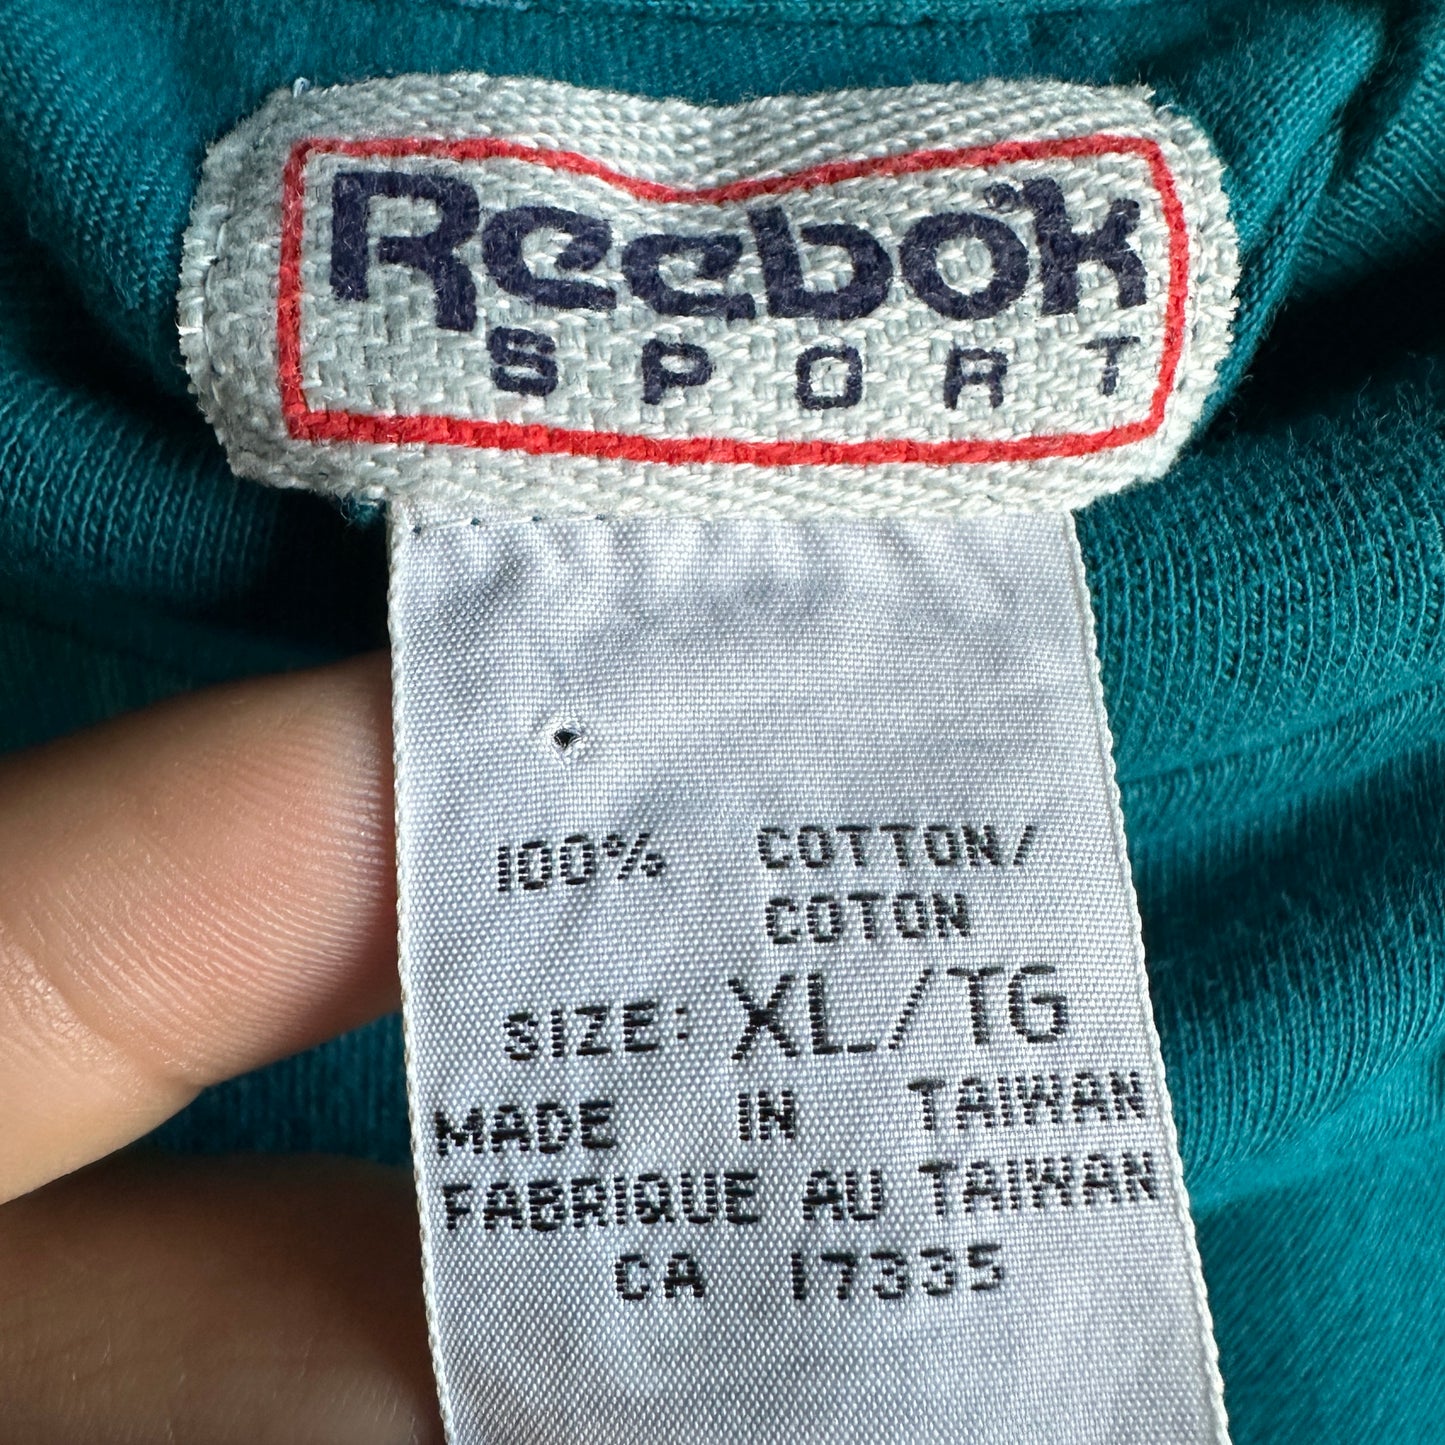 Reebok
SPORT
100% COTTON/
COTON
SIZE: XL/TG
MADE IN TAIWAN
FABRIQUE AU TAIWAN
CA 17335